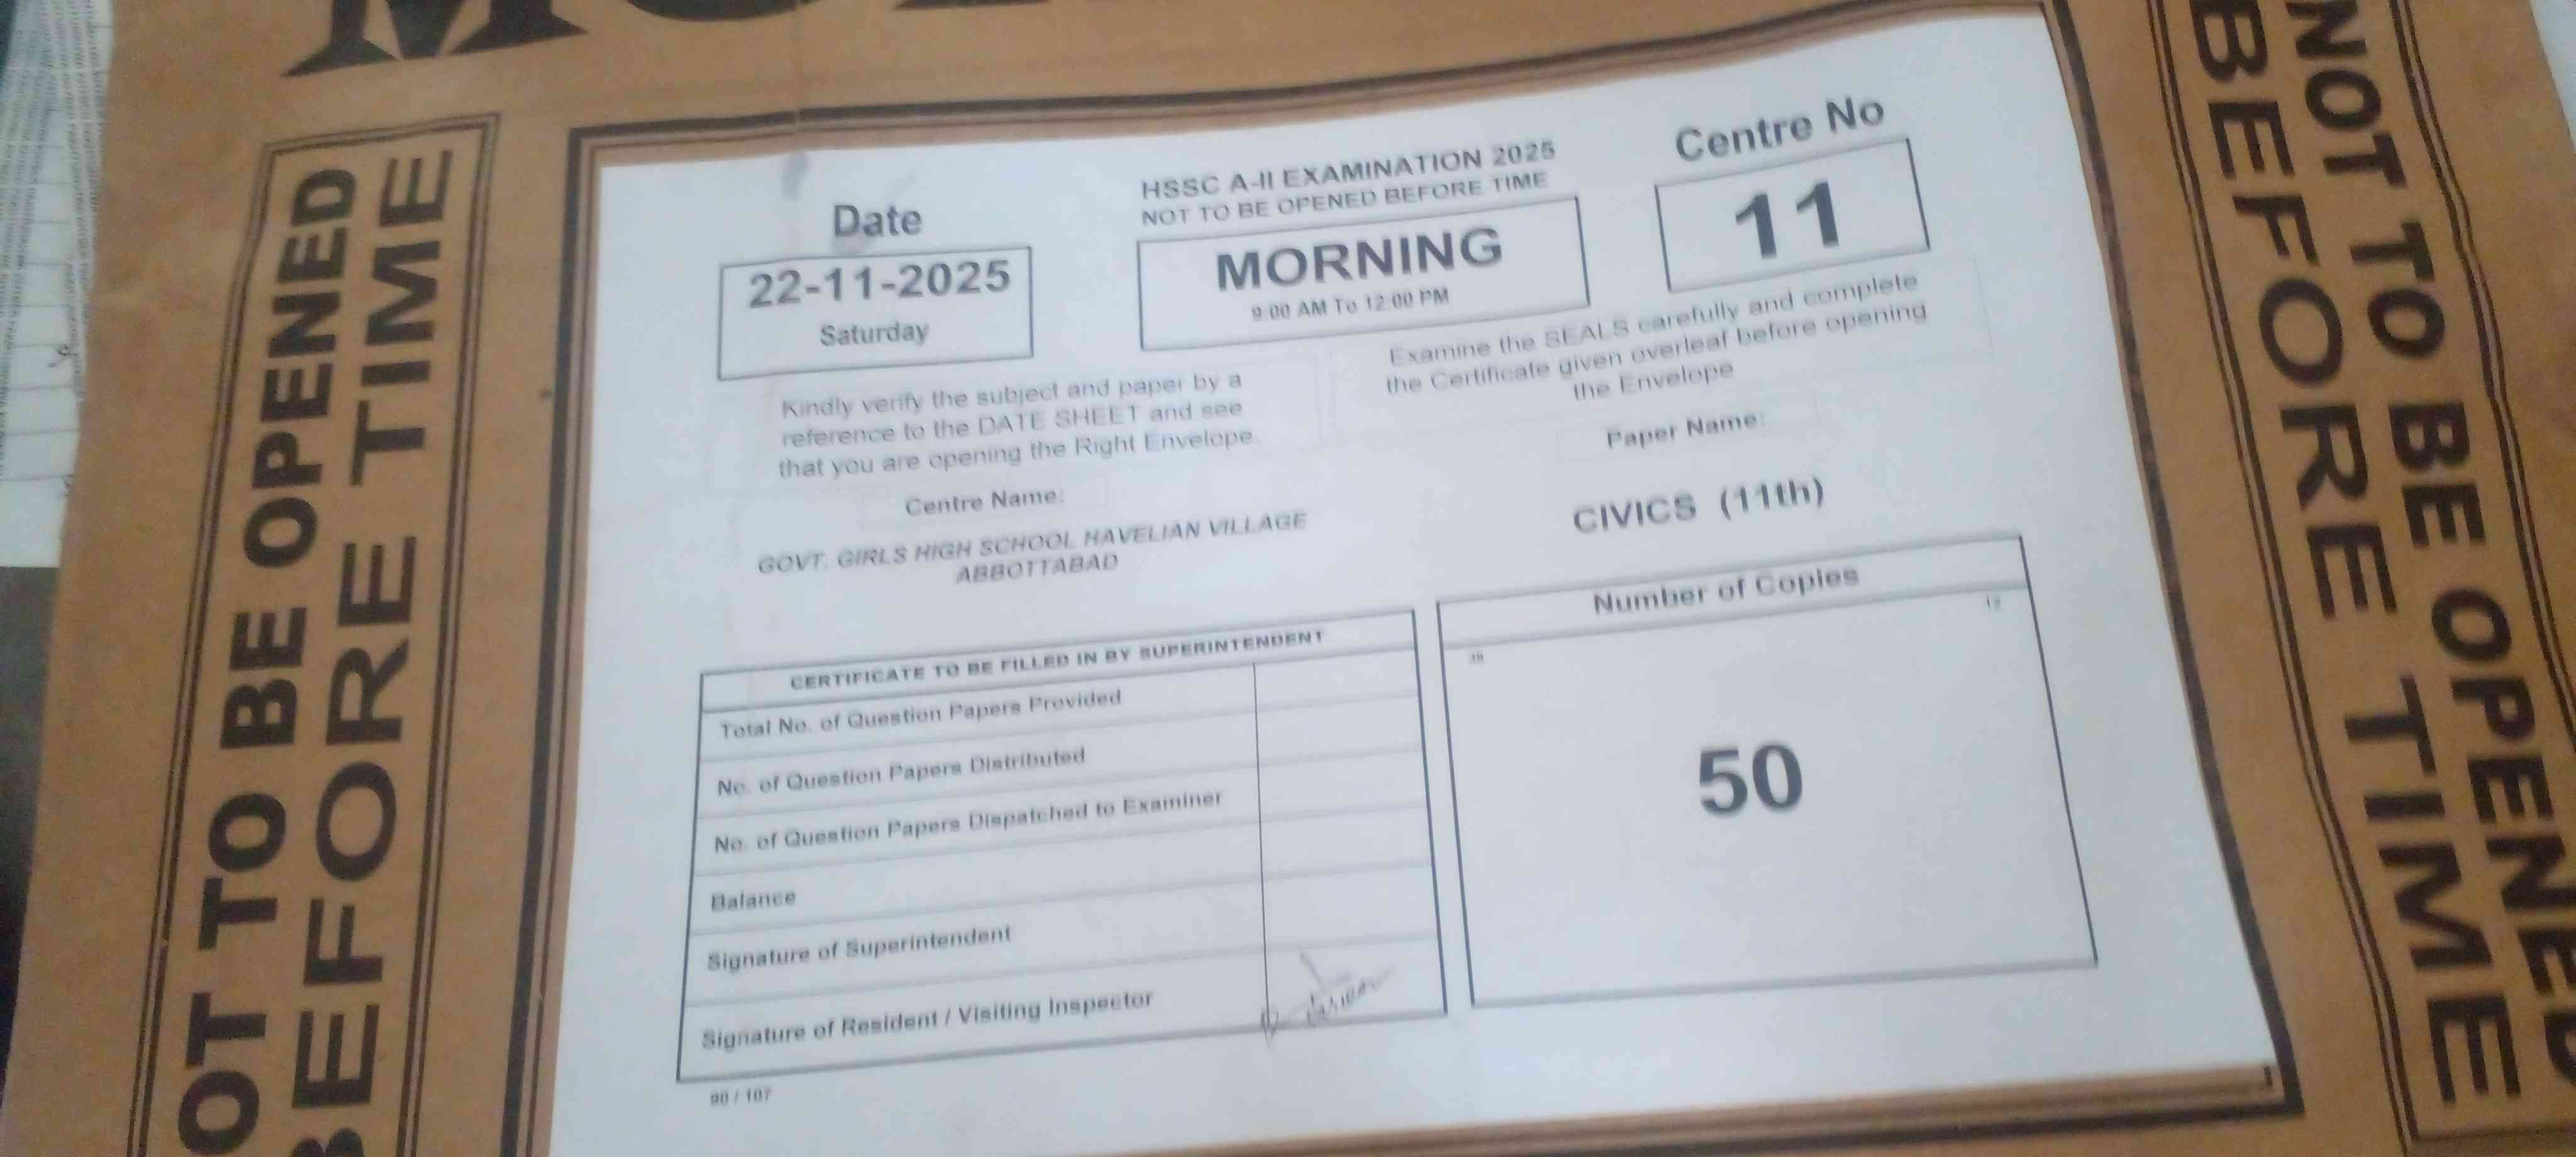 NOT TO BE OPENED
BEFORE TIME
HSSC A-II EXAMINATION 2025
NOT TO BE OPENED BEFORE TIME
Date
22-11-2025
Saturday
MORNING
9:00 AM To 12:00 PM
Centre No
11
Kindly verify the subject and paper by a
reference to the DATE SHEET and see
that you are opening the Right Envelope
Examine the SEALS carefully and complete
the Certificate given overleaf before opening
the Envelope
Centre Name:
GOVT. GIRLS HIGH SCHOOL HAVELIAN VILLAGE
ABBOTTABAD
Paper Name:
CIVICS (11th)
CERTIFICATE TO BE FILLED IN BY SUPERINTENDENT
Total No. of Question Papers Provided
No. of Question Papers Distributed
No. of Question Papers Dispatched to Examiner
Balance
Signature of Superintendent
Signature of Resident / Visiting Inspector
90 / 107
Number of Copies
50
NOT TO BE OPENED
BEFORE TIME